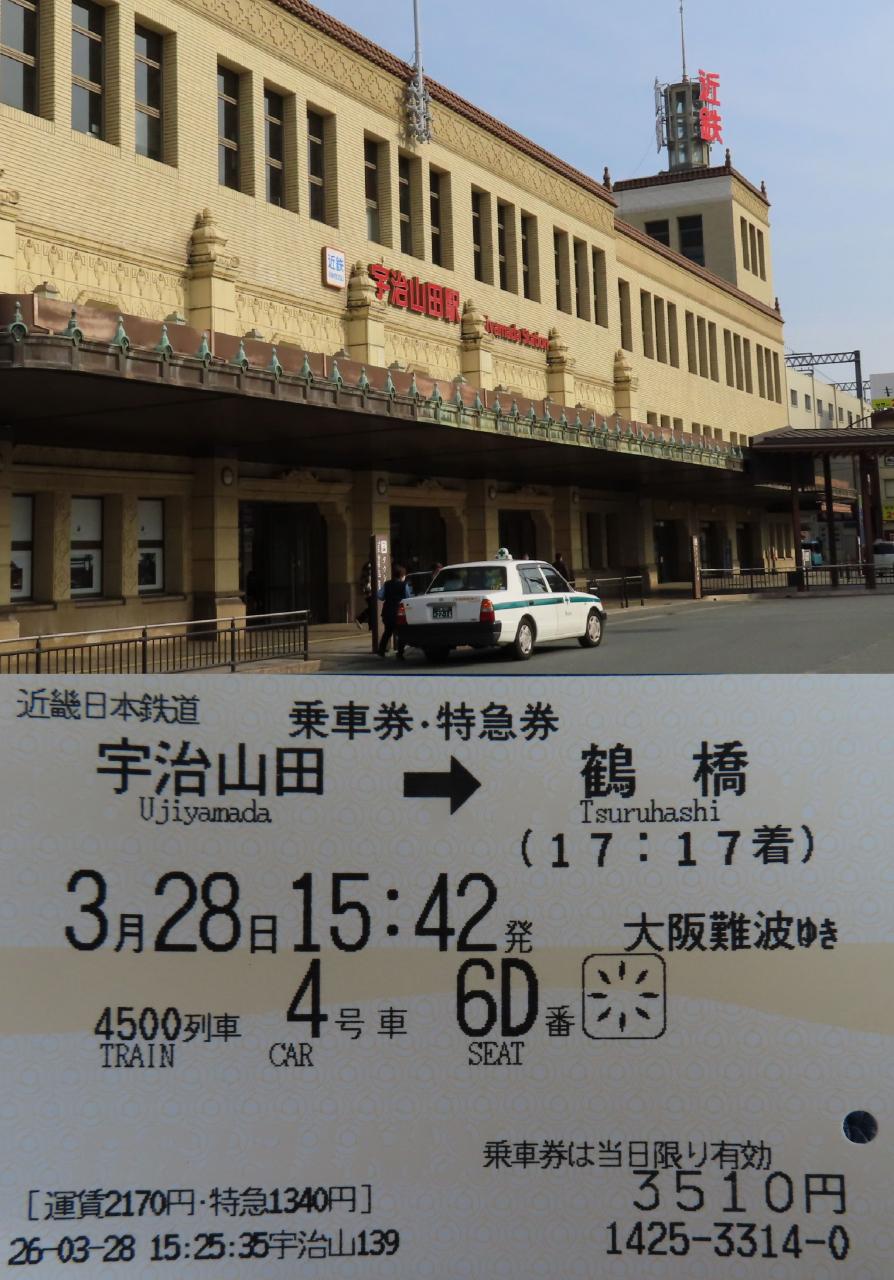 近鉄
近鉄
宇治山田駅
iyamada Station
近畿日本鉄道
乗車券・特急券
宇治山田 ➡ 鶴橋
Ujiyamada Tsuruhashi
(17:17着)
3月28日15:42発 大阪難波ゆき
4500列車 4号車 6D番
TRAIN CAR SEAT
乗車券は当日限り有効
[運賃2170円・特急1340円] 3510円
26-03-28 15:25:35宇治山139 1425-3314-0